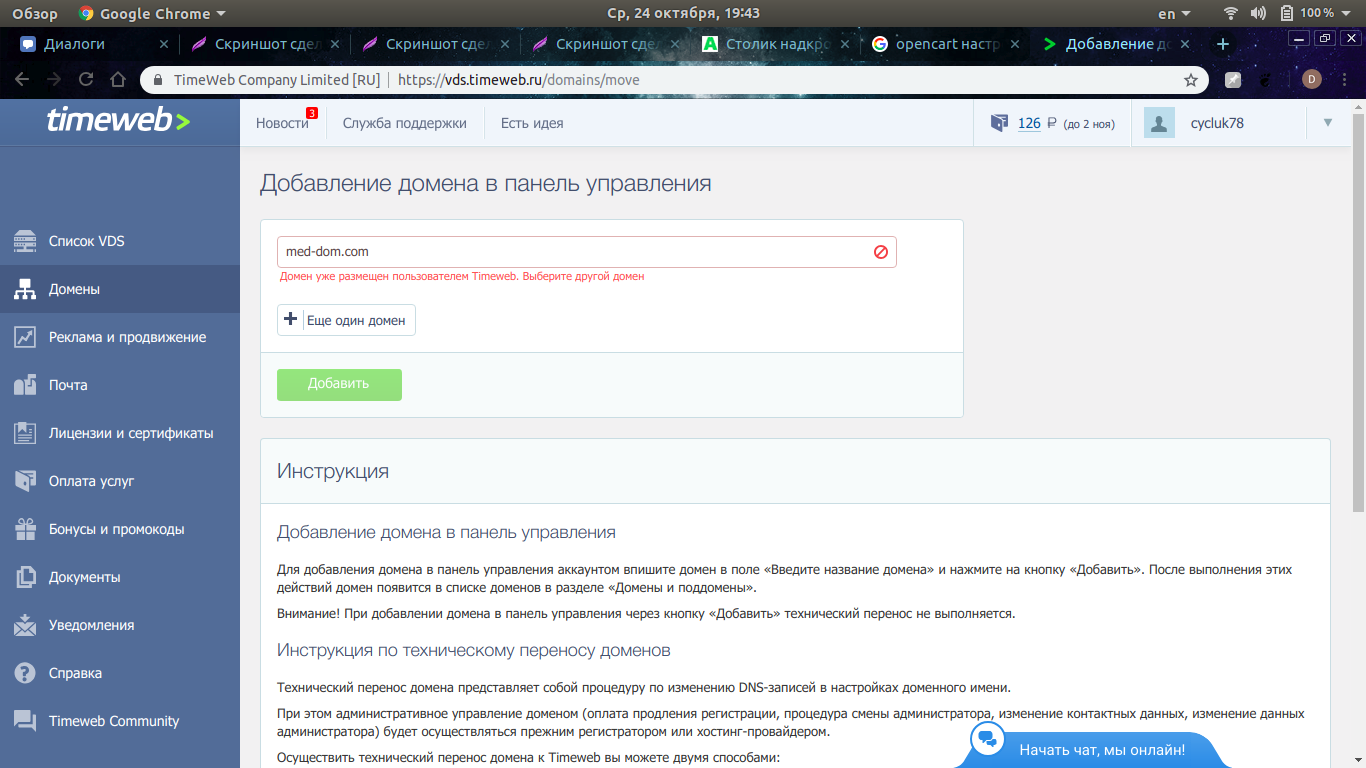 Обзор
Google Chrome
Ср, 24 октября, 19:43
en
100 %
Диалоги
Скриншот сдел
Скриншот сдел
Скриншот сдел
Столик надкро
opencart настр
Добавление до
TimeWeb Company Limited [RU]
https://vds.timeweb.ru/domains/move
D
timeweb>
Новости
3
Служба поддержки
Есть идея
126 ₽ (до 2 ноя)
cycluk78
Список VDS
Домены
Реклама и продвижение
Почта
Лицензии и сертификаты
Оплата услуг
Бонусы и промокоды
Документы
Уведомления
Справка
Timeweb Community
Добавление домена в панель управления
med-dom.com
Домен уже размещен пользователем Timeweb. Выберите другой домен
Еще один домен
Добавить
Инструкция
Добавление домена в панель управления
Для добавления домена в панель управления аккаунтом впишите домен в поле «Введите название домена» и нажмите на кнопку «Добавить». После выполнения этих
действий домен появится в списке доменов в разделе «Домены и поддомены».
Внимание! При добавлении домена в панель управления через кнопку «Добавить» технический перенос не выполняется.
Инструкция по техническому переносу доменов
Технический перенос домена представляет собой процедуру по изменению DNS-записей в настройках доменного имени.
При этом административное управление доменом (оплата продления регистрации, процедура смены администратора, изменение контактных данных, изменение данных
администратора) будет осуществляться прежним регистратором или хостинг-провайдером.
Осуществить технический перенос домена к Timeweb вы можете двумя способами:
Начать чат, мы онлайн!